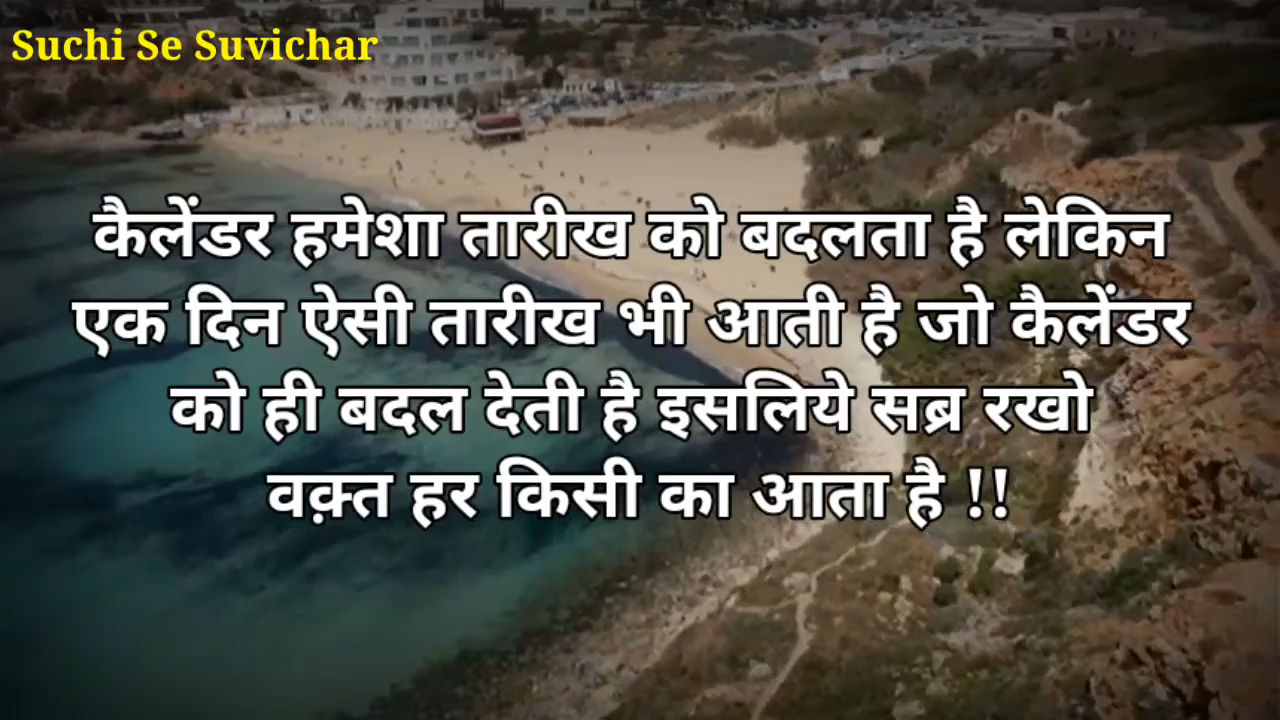 Suchi Se Suvichar
कैलेंडर हमेशा तारीख को बदलता है लेकिन
एक दिन ऐसी तारीख भी आती है जो कैलेंडर
को ही बदल देती है इसलिये सब्र रखो
वक़्त हर किसी का आता है !!